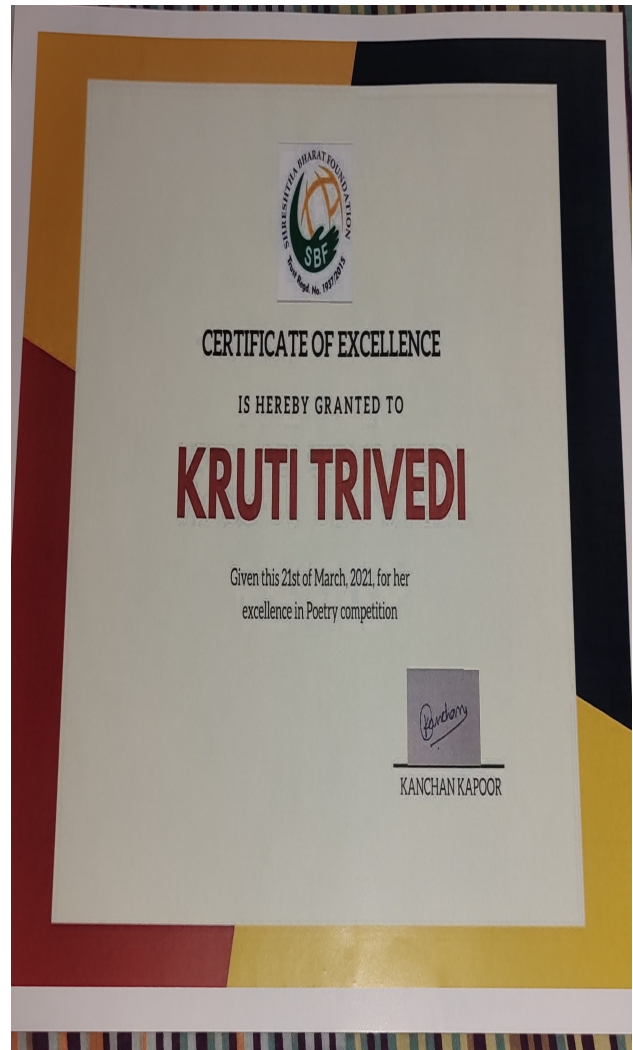 SHRESHTHA BHARAT FOUNDATION
SBF
Trust Regd. No. 1937/2015
CERTIFICATE OF EXCELLENCE
IS HEREBY GRANTED TO
KRUTI TRIVEDI
Given this 21st of March, 2021, for her
excellence in Poetry competition
Kanchan
KANCHAN KAPOOR